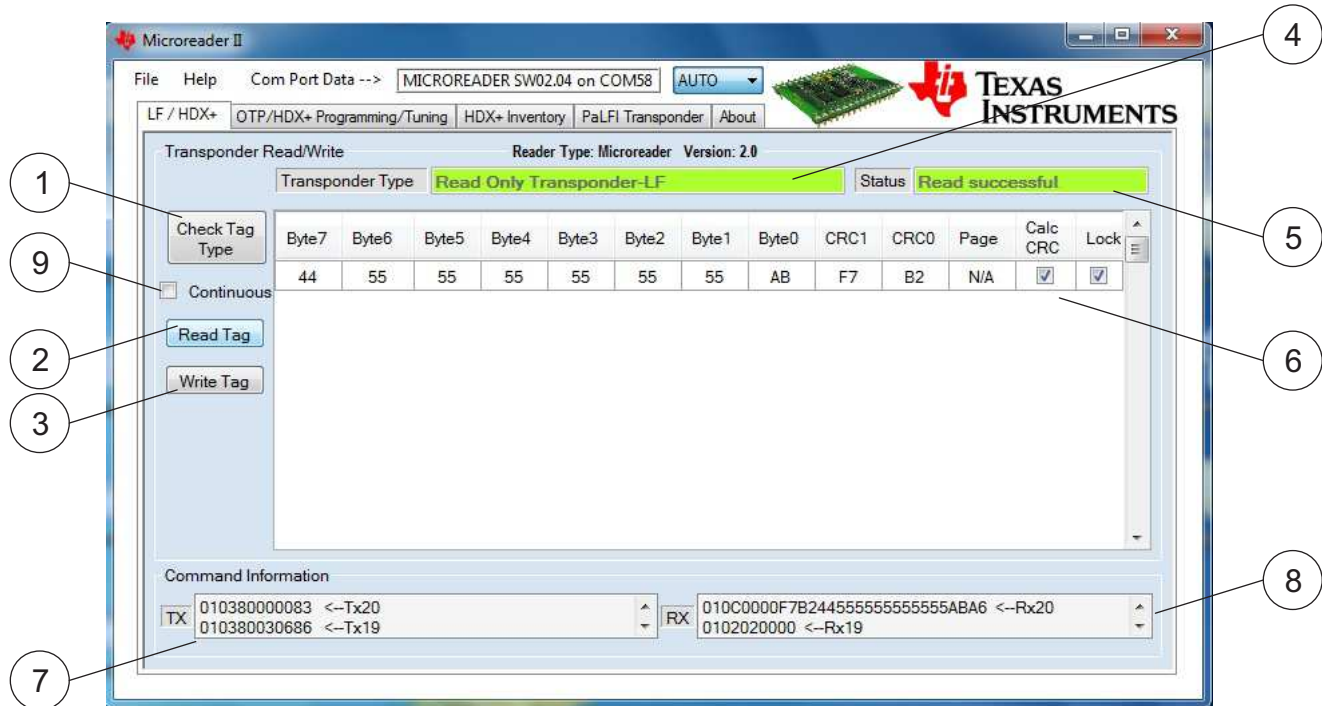 4
Microreader II
File Help Com Port Data --> MICROREADER SW02.04 on COM58 AUTO
TEXAS
INSTRUMENTS
LF / HDX+ OTP/HDX+ Programming/Tuning HDX+ Inventory PaLFI Transponder About
Transponder Read/Write Reader Type: Microreader Version: 2.0
Transponder Type Read Only Transponder-LF Status Read successful
1
5
Check Tag
Type
Byte7 Byte6 Byte5 Byte4 Byte3 Byte2 Byte1 Byte0 CRC1 CRC0 Page Calc
CRC Lock
9
44 55 55 55 55 55 55 AB F7 B2 N/A
Continuous
Read Tag
2
6
Write Tag
3
Command Information
8
TX 010380000083 <--Tx20
010380030686 <--Tx19
RX 010C0000F7B244555555555555ABA6 <--Rx20
0102020000 <--Rx19
7